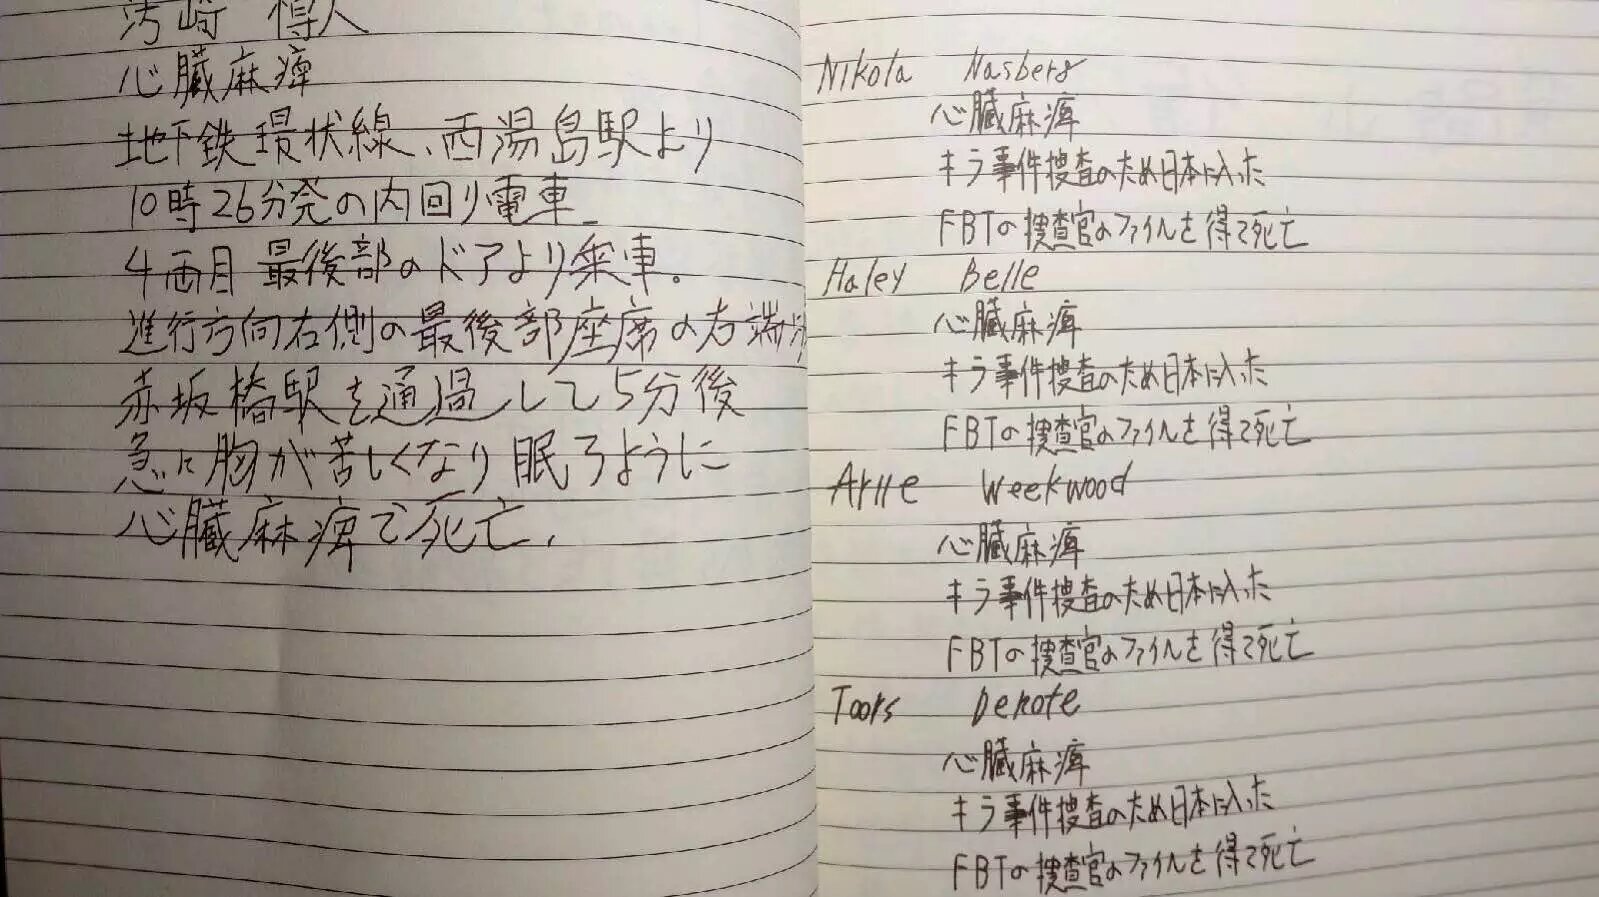 心臓麻痺
地下鉄環状線、西湯島駅より
10時26分発の内回り電車
4両目 最後部のドアより乗車。
進行方向右側の最後部座席の右端
赤坂橋駅を通過して5分後
急に胸が苦しくなり眠るように
心臓麻痺で死亡.
Nikola Nasberg
心臓麻痺
キラ事件捜査のため日本に入った
FBTの捜査官のファイルを得て死亡
Haley Belle
心臓麻痺
キラ事件捜査のため日本に入った
FBTの捜査官のファイルを得て死亡
Weekwood
心臓麻痺
キラ事件捜査のため日本に入った
FBTの捜査官のファイルを得て死亡
Toors Denote
心臓麻痺
キラ事件捜査のため日本に入った
FBTの捜査官のファイルを得て死亡